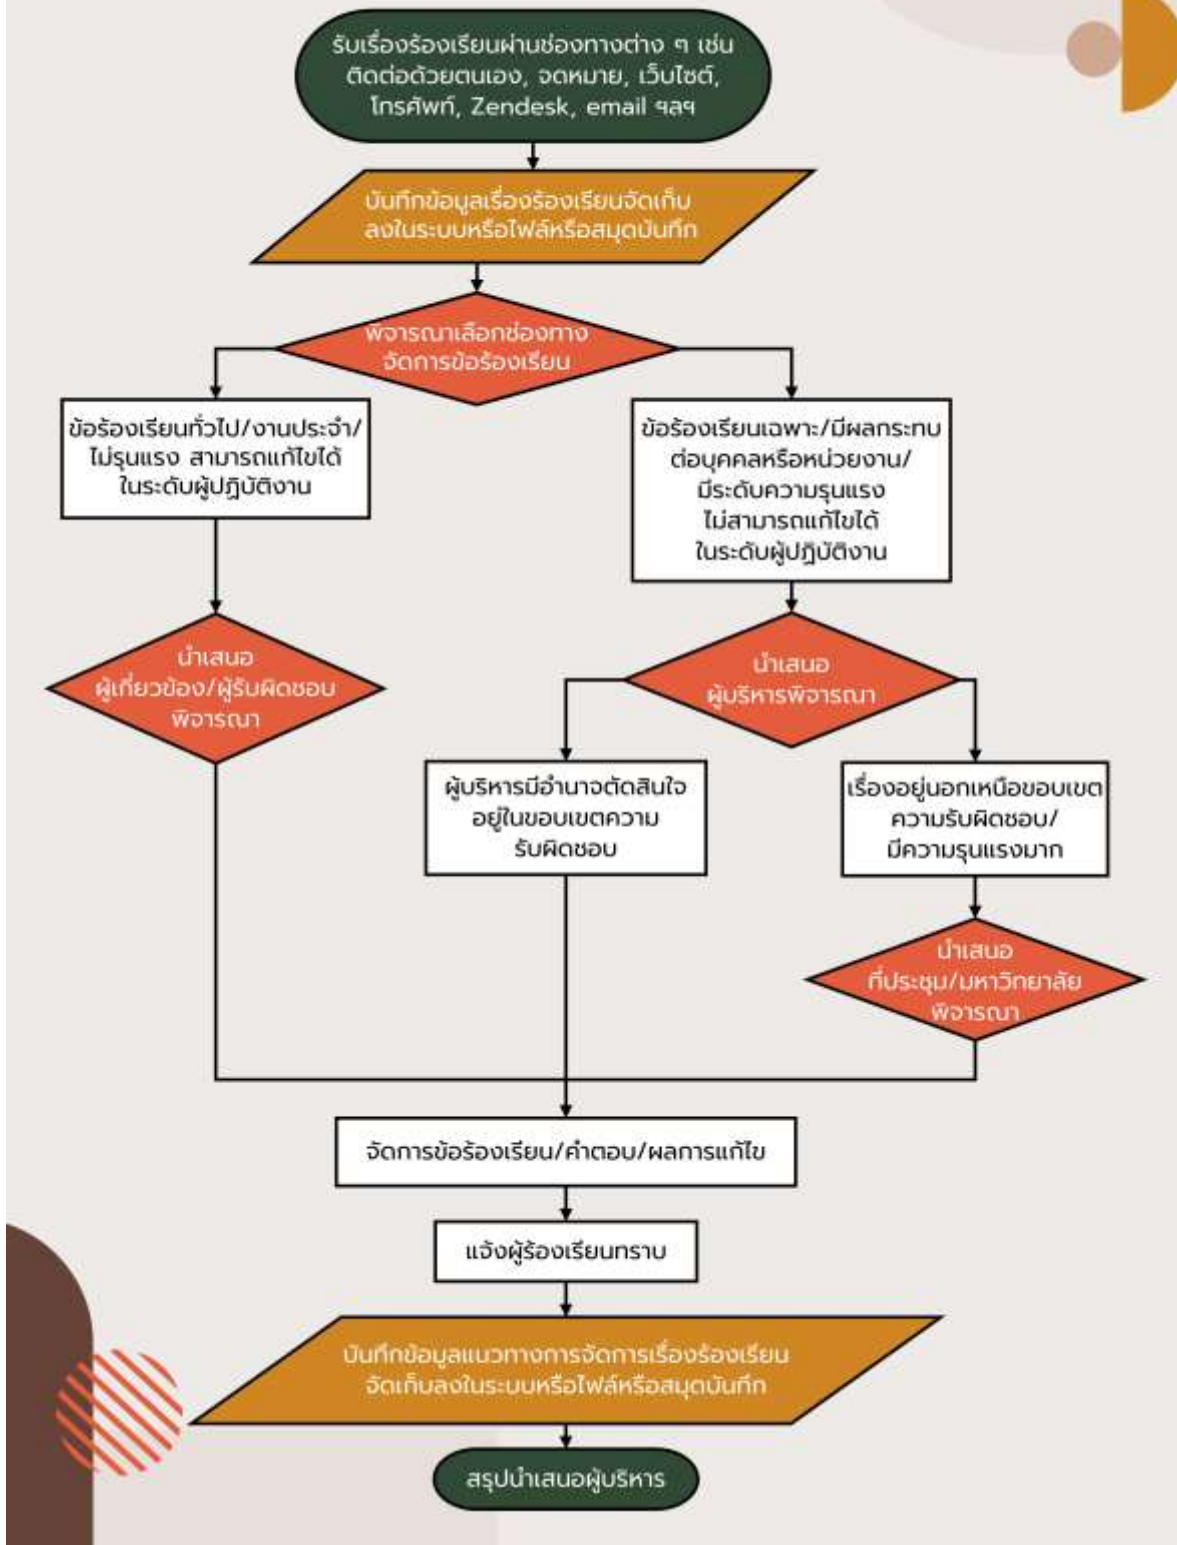 รับเรื่องร้องเรียนผ่านช่องทางต่าง ๆ เช่น
ติดต่อด้วยตนเอง, จดหมาย, เว็บไซต์,
โทรศัพท์, Zendesk, email ฯลฯ
บันทึกข้อมูลเรื่องร้องเรียนจัดเก็บ
ลงในระบบหรือไฟล์หรือสมุดบันทึก
พิจารณาเลือกช่องทาง
จัดการข้อร้องเรียน
ข้อร้องเรียนทั่วไป/งานประจำ/
ไม่รุนแรง สามารถแก้ไขได้
ในระดับผู้ปฏิบัติงาน
ข้อร้องเรียนเฉพาะ/มีผลกระทบ
ต่อบุคคลหรือหน่วยงาน/
มีระดับความรุนแรง
ไม่สามารถแก้ไขได้
ในระดับผู้ปฏิบัติงาน
นำเสนอ
ผู้เกี่ยวข้อง/ผู้รับผิดชอบ
พิจารณา
นำเสนอ
ผู้บริหารพิจารณา
ผู้บริหารมีอำนาจตัดสินใจ
อยู่ในขอบเขตความ
รับผิดชอบ
เรื่องอยู่นอกเหนือขอบเขต
ความรับผิดชอบ/
มีความรุนแรงมาก
นำเสนอ
ที่ประชุม/มหาวิทยาลัย
พิจารณา
จัดการข้อร้องเรียน/คำตอบ/ผลการแก้ไข
แจ้งผู้ร้องเรียนทราบ
บันทึกข้อมูลแนวทางการจัดการเรื่องร้องเรียน
จัดเก็บลงในระบบหรือไฟล์หรือสมุดบันทึก
สรุปนำเสนอผู้บริหาร